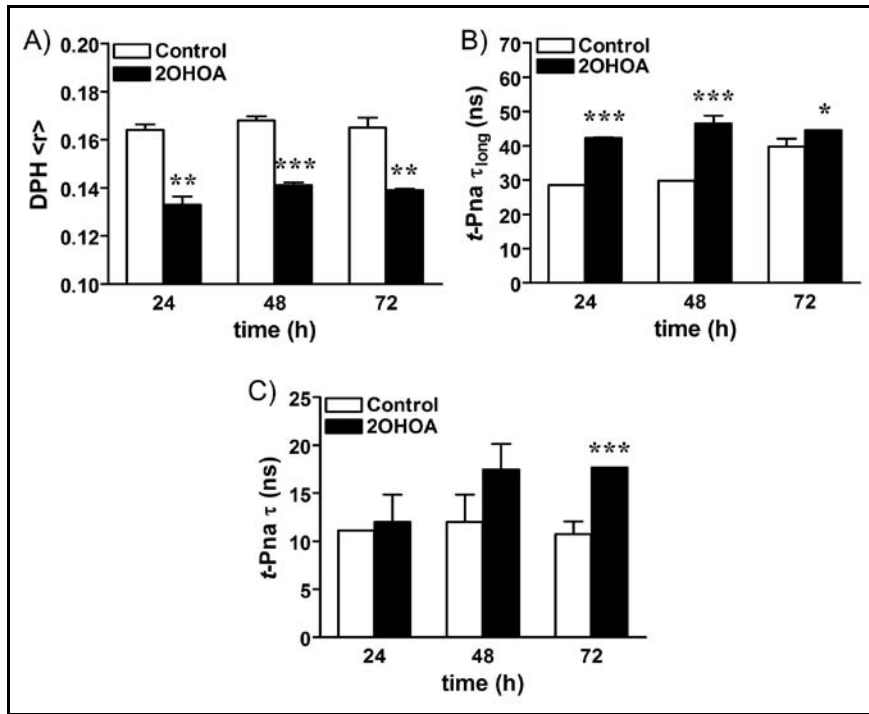 A)
Control
2OHOA
DPH <r>
0.20
0.18
0.16
0.14
0.12
0.10
**
***
**
24 48 72
time (h)
B)
Control
2OHOA
t-Pna τlong (ns)
70
60
50
40
30
20
10
0
***
***
*
24 48 72
time (h)
C)
Control
2OHOA
t-Pna τ (ns)
25
20
15
10
5
0
***
24 48 72
time (h)